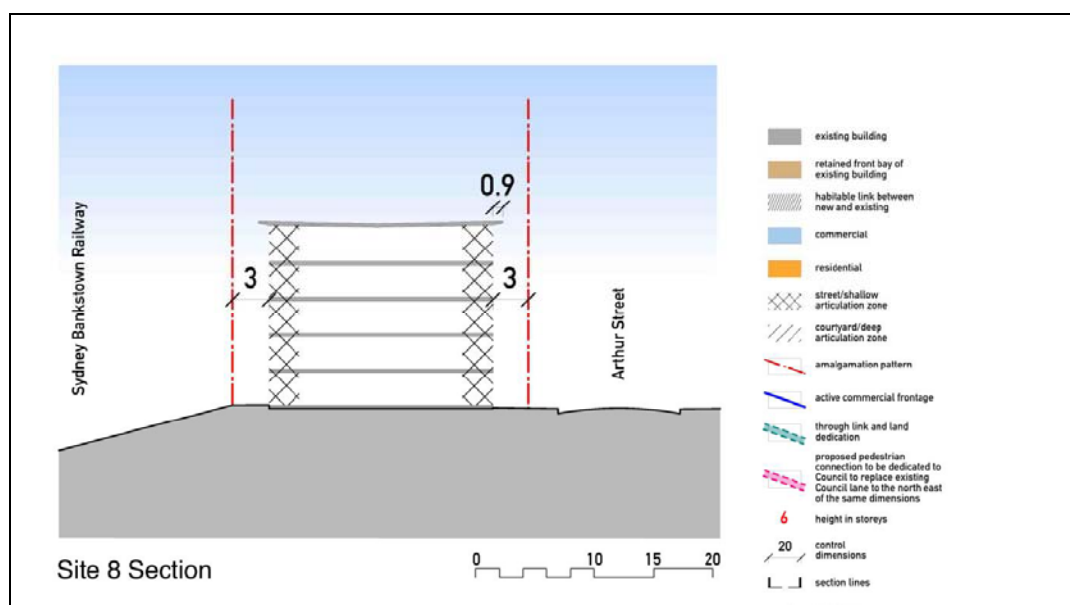 0.9
3
3
Sydney Bankstown Railway
Arthur Street
Site 8 Section
0
10
15
20
existing building
retained front bay of
existing building
habitable link between
new and existing
commercial
residential
street/shallow
articulation zone
courtyard/deep
articulation zone
amalgamation pattern
active commercial frontage
through link and land
dedication
proposed pedestrian
connection to be dedicated to
Council to replace existing
Council lane to the north east
of the same dimensions
6
height in storeys
20
control
dimensions
section lines